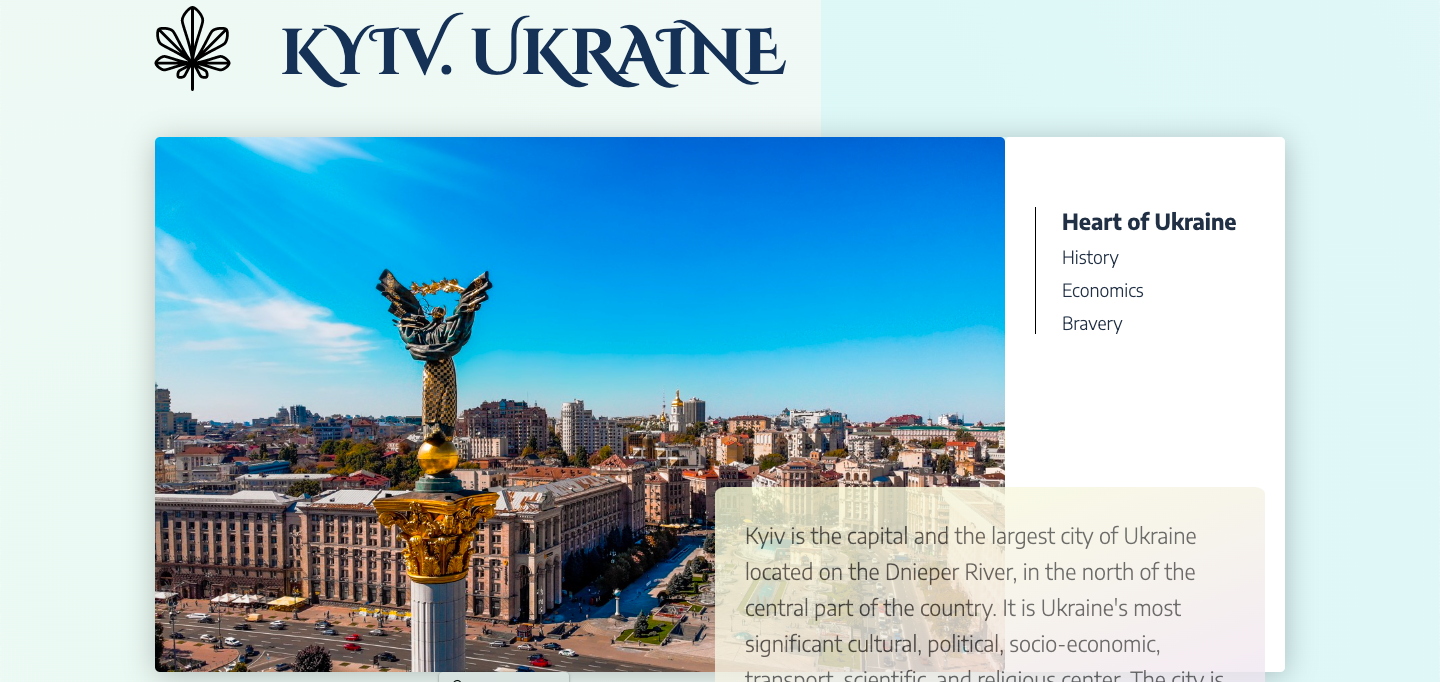 KYIV. UKRAINE
Heart of Ukraine
History
Economics
Bravery
Kyiv is the capital and the largest city of Ukraine
located on the Dnieper River, in the north of the
central part of the country. It is Ukraine's most
significant cultural, political, socio-economic,
transport, scientific, and religious center. The city is